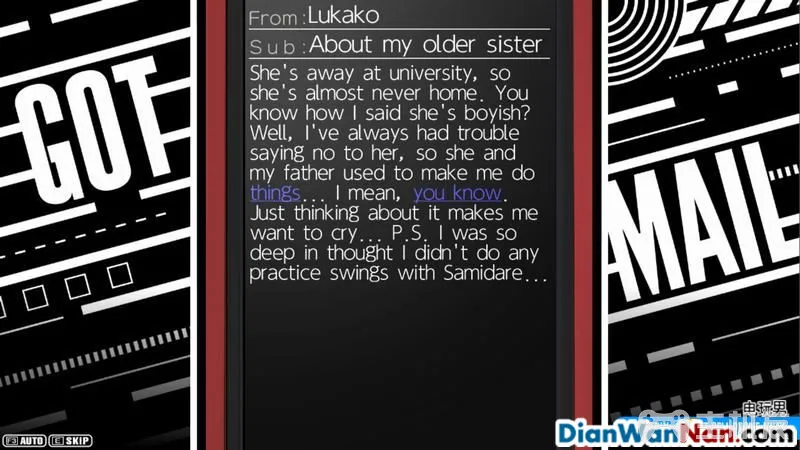 GOT
From:Lukako
Sub:About my older sister
She's away at university, so
she's almost never home. You
know how I said she's boyish?
Well, I've always had trouble
saying no to her, so she and
my father used to make me do
things... I mean, you know.
Just thinking about it makes me
want to cry... P.S. I was so
deep in thought I didn't do any
practice swings with Samidare...
MAIL
AUTO
SKIP
电玩男
DianWanNan.com